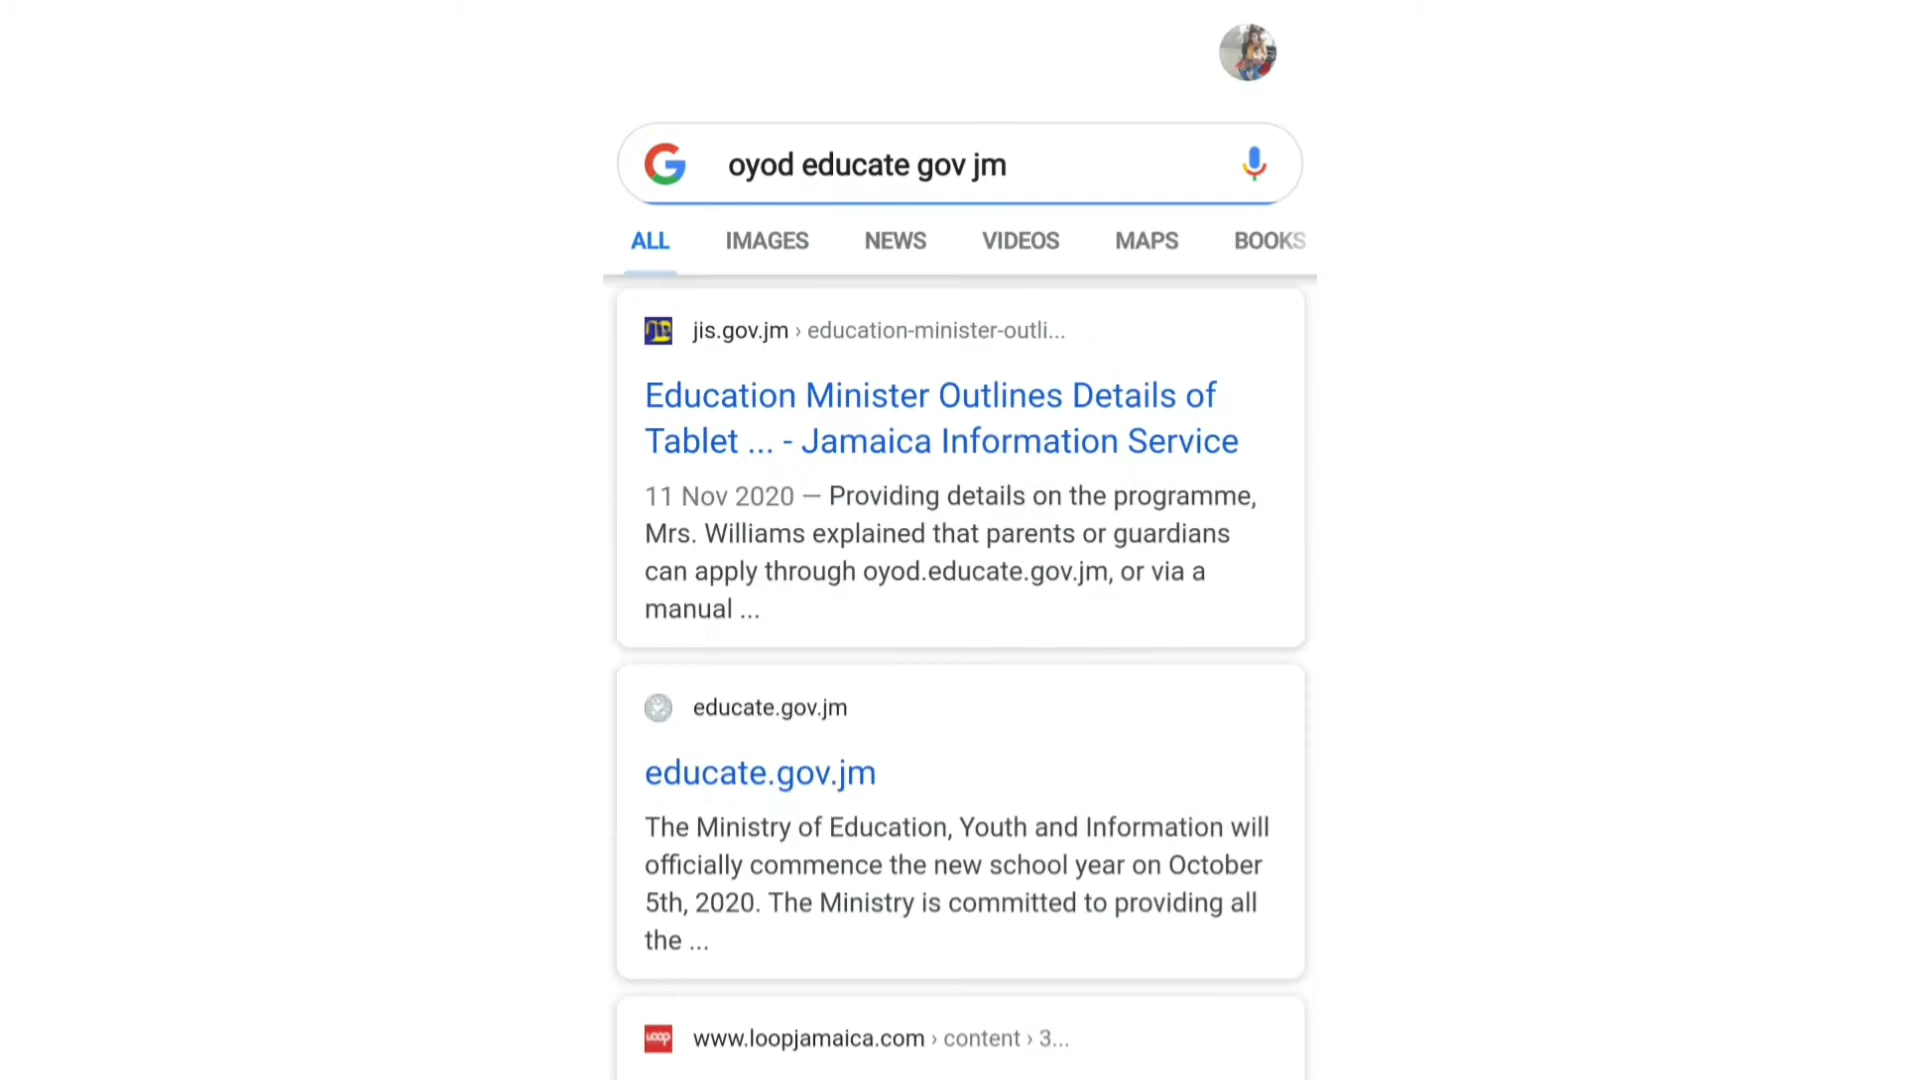 oyod educate gov jm
ALL IMAGES NEWS VIDEOS MAPS BOOKS
jis.gov.jm › education-minister-outli...
Education Minister Outlines Details of
Tablet ... - Jamaica Information Service
11 Nov 2020 — Providing details on the programme,
Mrs. Williams explained that parents or guardians
can apply through oyod.educate.gov.jm, or via a
manual ...
educate.gov.jm
educate.gov.jm
The Ministry of Education, Youth and Information will
officially commence the new school year on October
5th, 2020. The Ministry is committed to providing all
the ...
LOOP www.loopjamaica.com › content › 3...